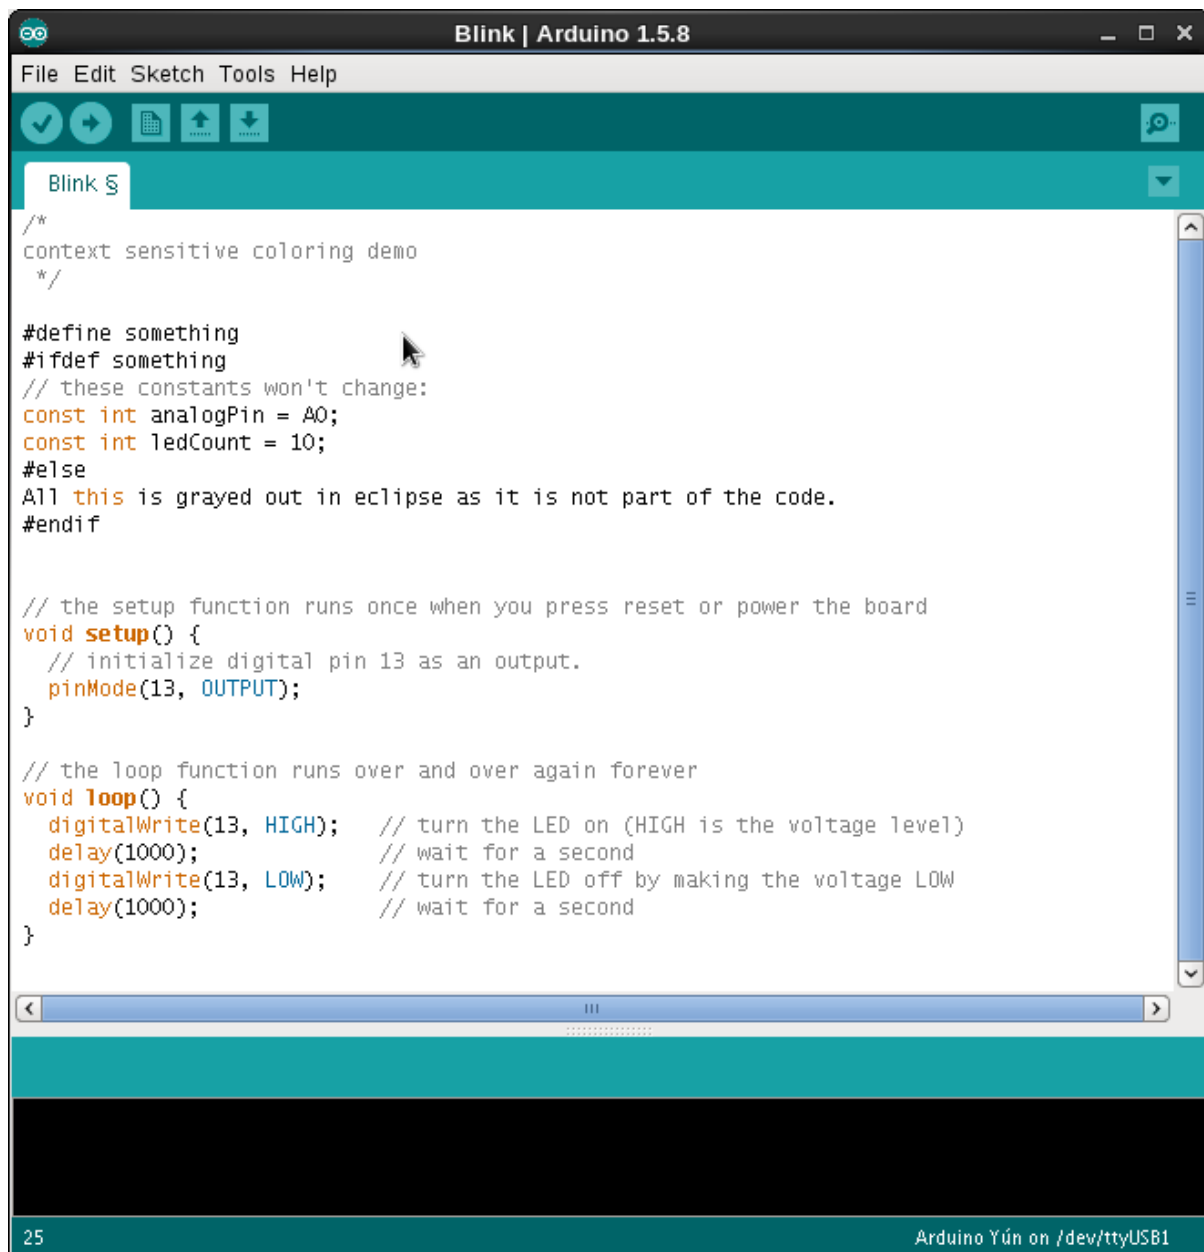 Blink | Arduino 1.5.8
File Edit Sketch Tools Help
Blink §
/*
context sensitive coloring demo
 */
#define something
#ifdef something
// these constants won't change:
const int analogPin = A0;
const int ledCount = 10;
#else
All this is grayed out in eclipse as it is not part of the code.
#endif
// the setup function runs once when you press reset or power the board
void setup() {
  // initialize digital pin 13 as an output.
  pinMode(13, OUTPUT);
}
// the loop function runs over and over again forever
void loop() {
  digitalWrite(13, HIGH);   // turn the LED on (HIGH is the voltage level)
  delay(1000);              // wait for a second
  digitalWrite(13, LOW);    // turn the LED off by making the voltage LOW
  delay(1000);              // wait for a second
}
25 Arduino Yún on /dev/ttyUSB1